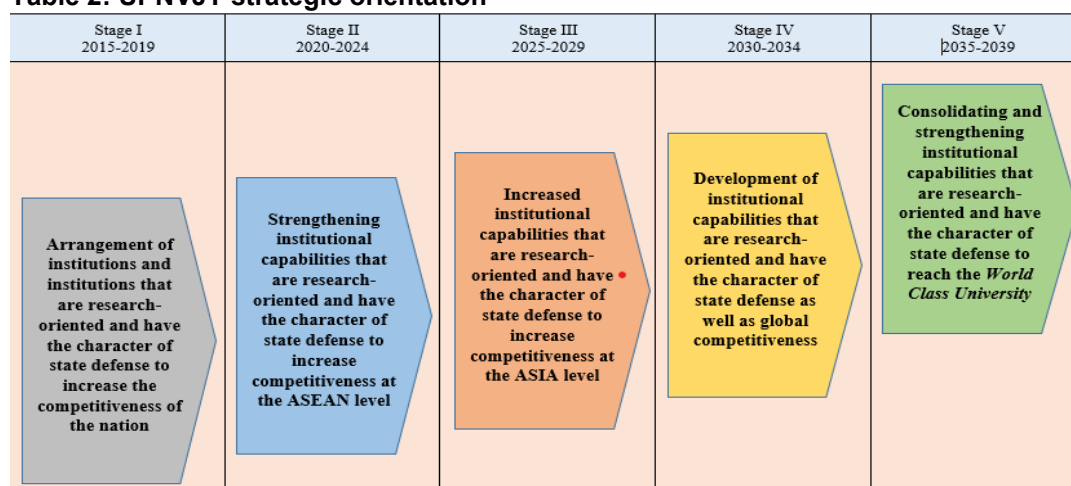 Table 2: UPNVJT strategic orientation
Stage I
2015-2019
Stage II
2020-2024
Stage III
2025-2029
Stage IV
2030-2034
Stage V
2035-2039
Arrangement of
institutions and
institutions that
are research-
oriented and have
the character of
state defense to
increase the
competitiveness of
the nation
Strengthening
institutional
capabilities that
are research-
oriented and have
the character of
state defense to
increase
competitiveness at
the ASEAN level
Increased
institutional
capabilities that
are research-
oriented and have
the character of
state defense to
increase
competitiveness at
the ASIA level
Development of
institutional
capabilities that
are research-
oriented and have
the character of
state defense as
well as global
competitiveness
Consolidating and
strengthening
institutional
capabilities that
are research-
oriented and have
the character of
state defense to
reach the World
Class University